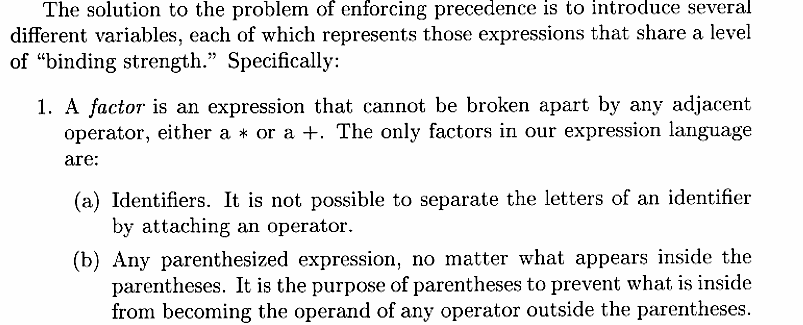 The solution to the problem of enforcing precedence is to introduce several
different variables, each of which represents those expressions that share a level
of “binding strength.” Specifically:
1. A factor is an expression that cannot be broken apart by any adjacent
operator, either a * or a +. The only factors in our expression language
are:
(a) Identifiers. It is not possible to separate the letters of an identifier
by attaching an operator.
(b) Any parenthesized expression, no matter what appears inside the
parentheses. It is the purpose of parentheses to prevent what is inside
from becoming the operand of any operator outside the parentheses.